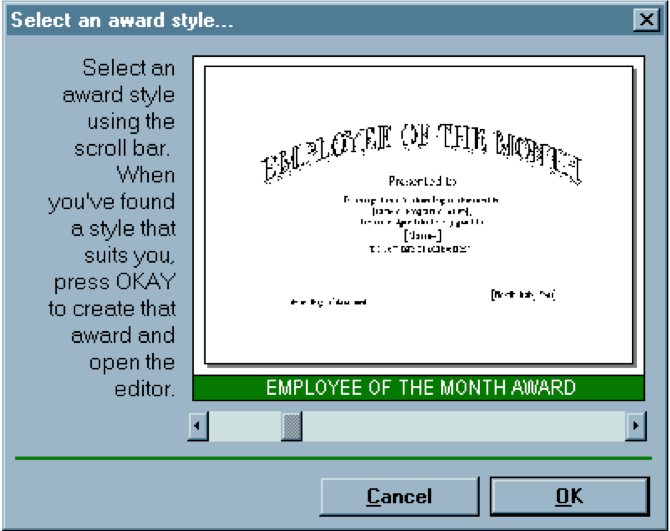 Select an award style...
Select an
award style
using the
scroll bar.
When
you've found
a style that
suits you,
press OKAY
to create that
award and
open the
editor.
EMPLOYEE OF THE MONTH
Presented to
[Name]
EMPLOYEE OF THE MONTH AWARD
Cancel
OK